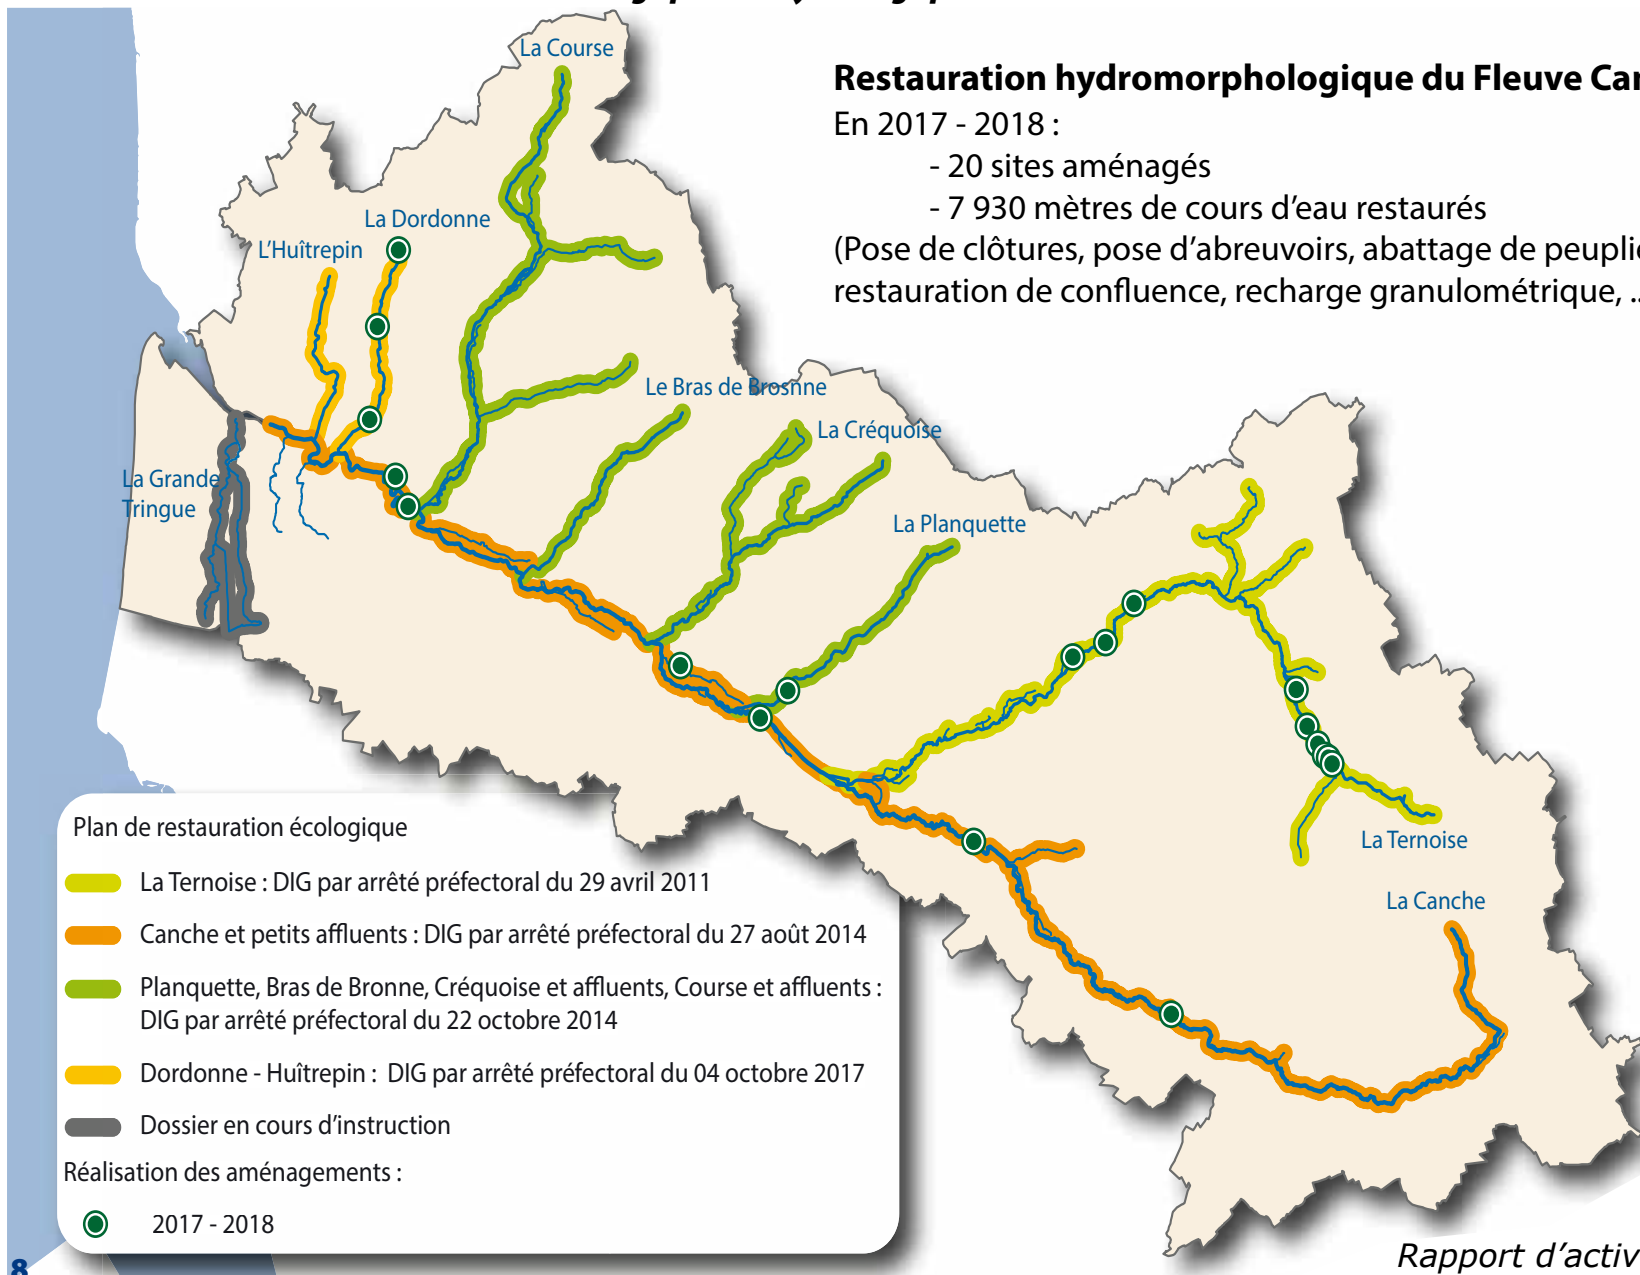 La Course
Restauration hydromorphologique du Fleuve
En 2017 - 2018 :
- 20 sites aménagés
- 7 930 mètres de cours d'eau restaurés
(Pose de clôtures, pose d'abreuvoirs, abattage de
restauration de confluence, recharge granulométrique, ..
La Dordonne
L'Huîtrepin
Le Bras de Brosnne
La Créquoise
La Grande
Tringue
La Planquette
La Ternoise
La Canche
Plan de restauration écologique
La Ternoise : DIG par arrêté préfectoral du 29 avril 2011
Canche et petits affluents : DIG par arrêté préfectoral du 27 août 2014
Planquette, Bras de Bronne, Créquoise et affluents, Course et affluents :
DIG par arrêté préfectoral du 22 octobre 2014
Dordonne - Huîtrepin : DIG par arrêté préfectoral du 04 octobre 2017
Dossier en cours d'instruction
Réalisation des aménagements :
2017 - 2018
8
Rapport d'activ